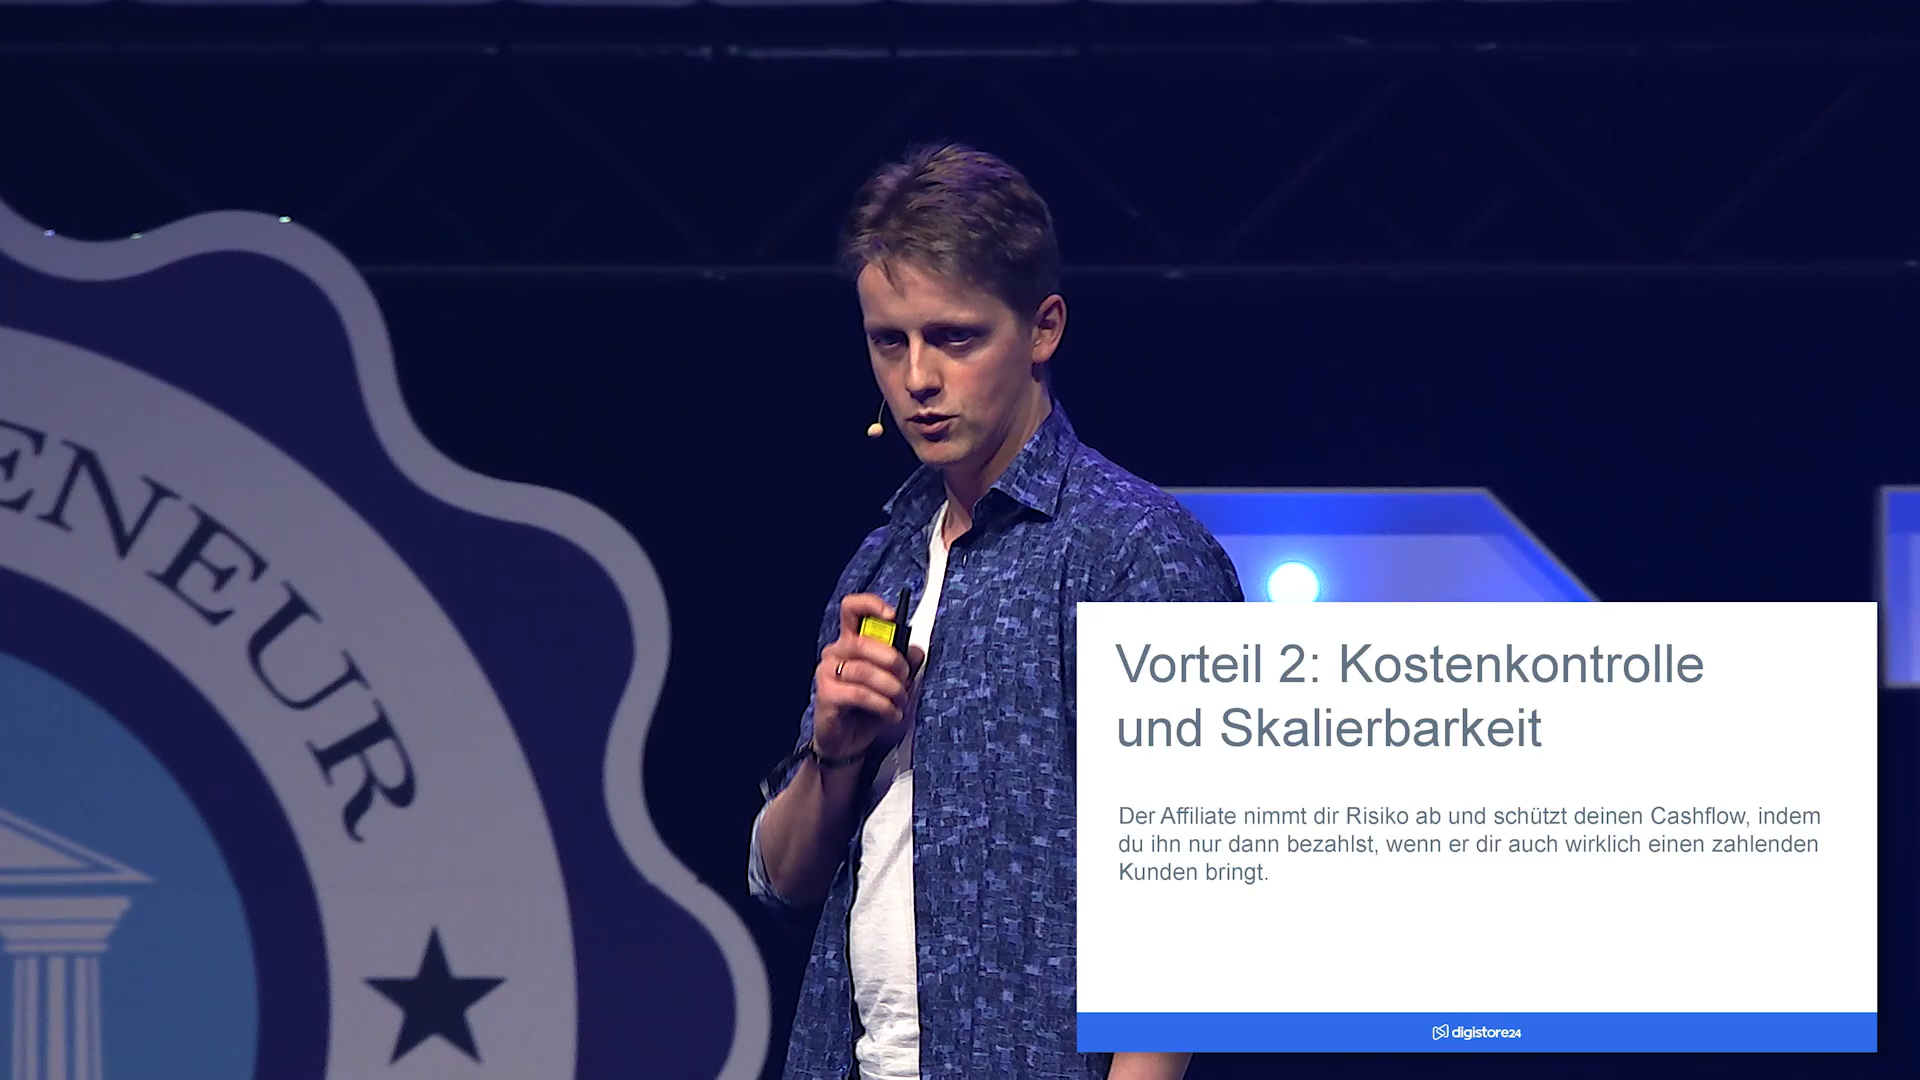 ENEUR
Vorteil 2: Kostenkontrolle
und Skalierbarkeit
Der Affiliate nimmt dir Risiko ab und schützt deinen Cashflow, indem
du ihn nur dann bezahlst, wenn er dir auch wirklich einen zahlenden
Kunden bringt.
digistore24